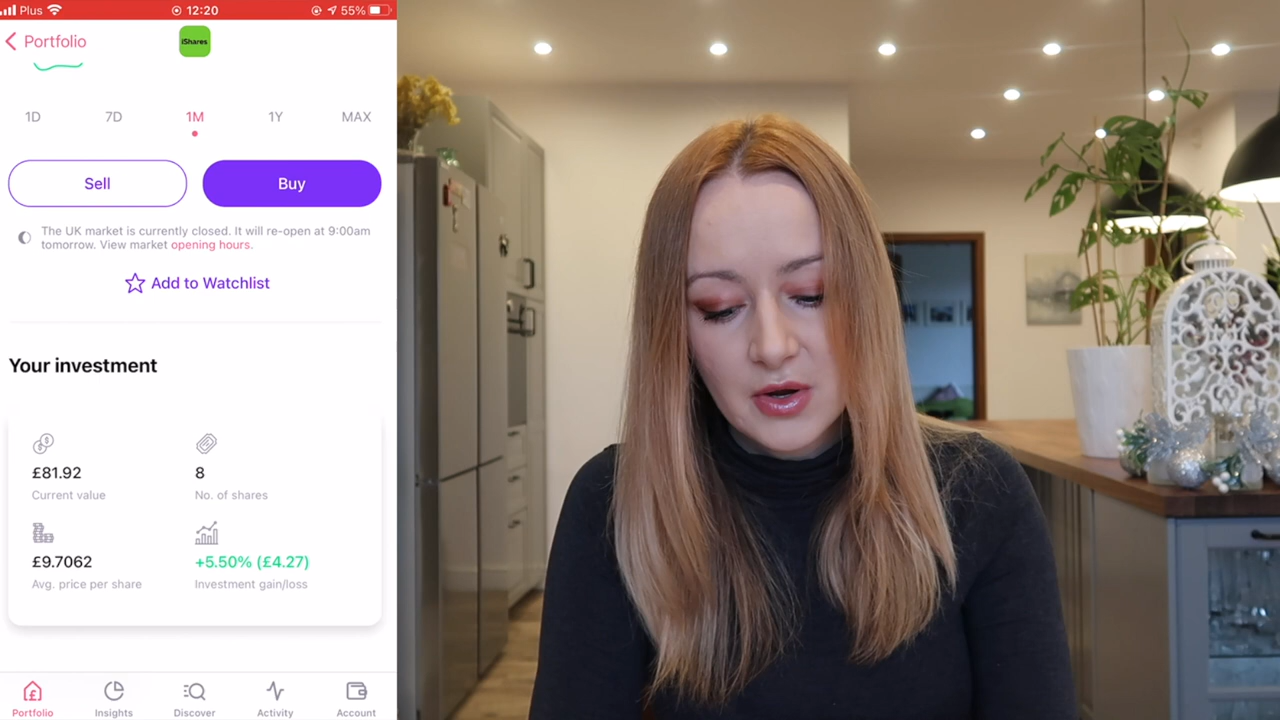 Plus 12:20 55%
Portfolio
iShares
1D 7D 1M 1Y MAX
Sell Buy
The UK market is currently closed. It will re-open at 9:00am
tomorrow. View market opening hours.
Add to Watchlist
Your investment
£81.92 8
Current value No. of shares
£9.7062 +5.50% (£4.27)
Avg. price per share Investment gain/loss
Portfolio Insights Discover Activity Account